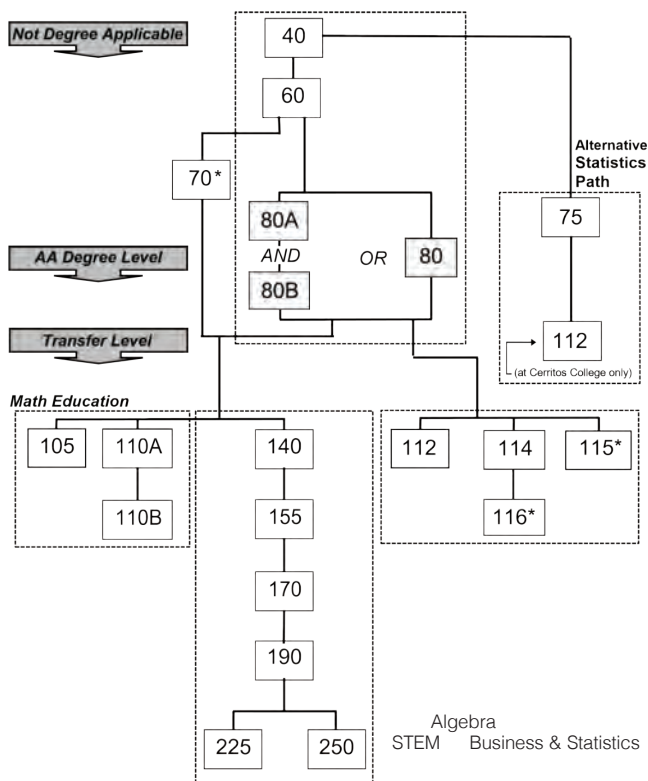 Not Degree Applicable
40
60
70*
Alternative
Statistics
Path
75
80A
AND
80B
OR
80
AA Degree Level
112
(at Cerritos College only)
Transfer Level
Math Education
105
110A
140
112
114
115*
110B
155
116*
170
190
225
250
Algebra
STEM Business & Statistics